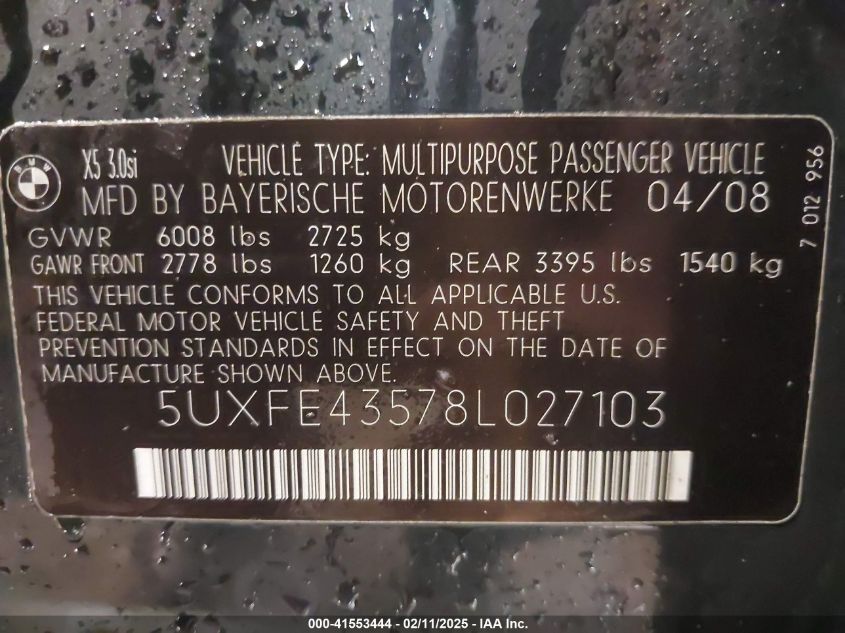 BMW
X5 3.0si VEHICLE TYPE: MULTIPURPOSE PASSENGER VEHICLE
MFD BY BAYERISCHE MOTORENWERKE 04/08
GVWR 6008 lbs 2725 kg
GAWR FRONT 2778 lbs 1260 kg REAR 3395 lbs 1540 kg
THIS VEHICLE CONFORMS TO ALL APPLICABLE U.S.
FEDERAL MOTOR VEHICLE SAFETY AND THEFT
PREVENTION STANDARDS IN EFFECT ON THE DATE OF
MANUFACTURE SHOWN ABOVE.
5UXFE43578L027103
7 012 956
000-41553444 - 02/11/2025 - IAA Inc.